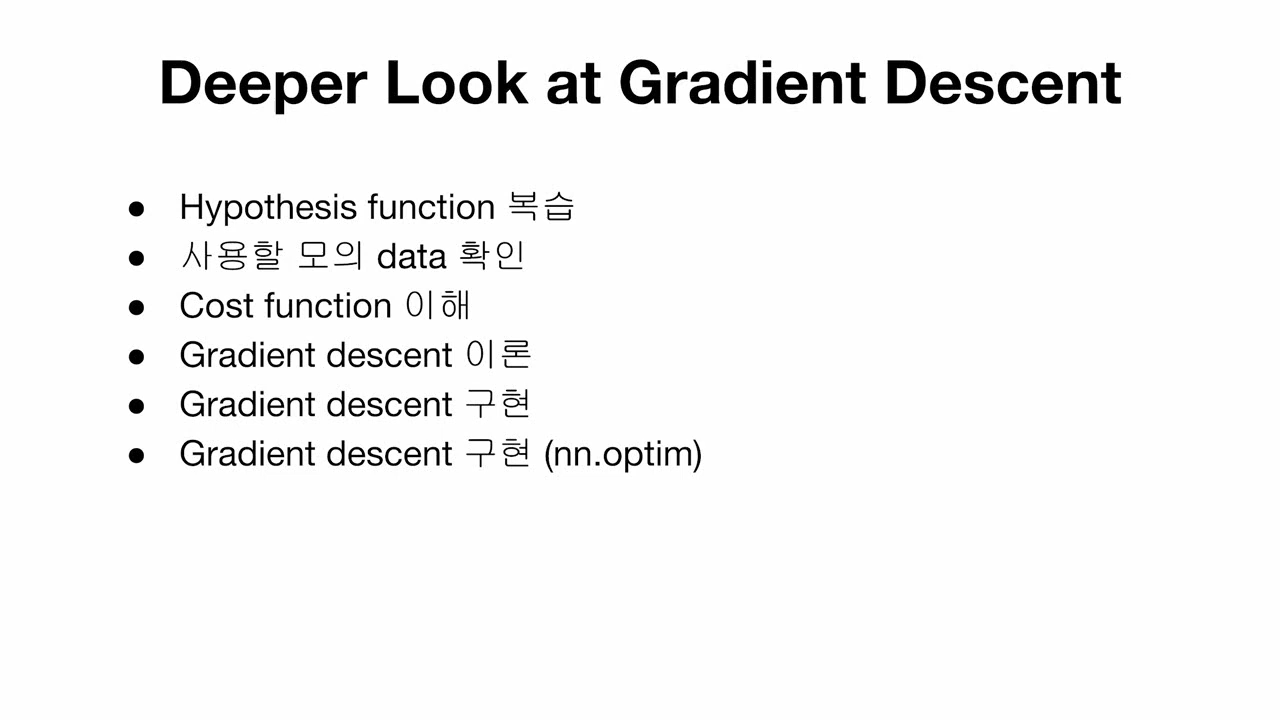 Deeper Look at Gradient Descent
● Hypothesis function 복습
● 사용할 모의 data 확인
● Cost function 이해
● Gradient descent 이론
● Gradient descent 구현
● Gradient descent 구현 (nn.optim)